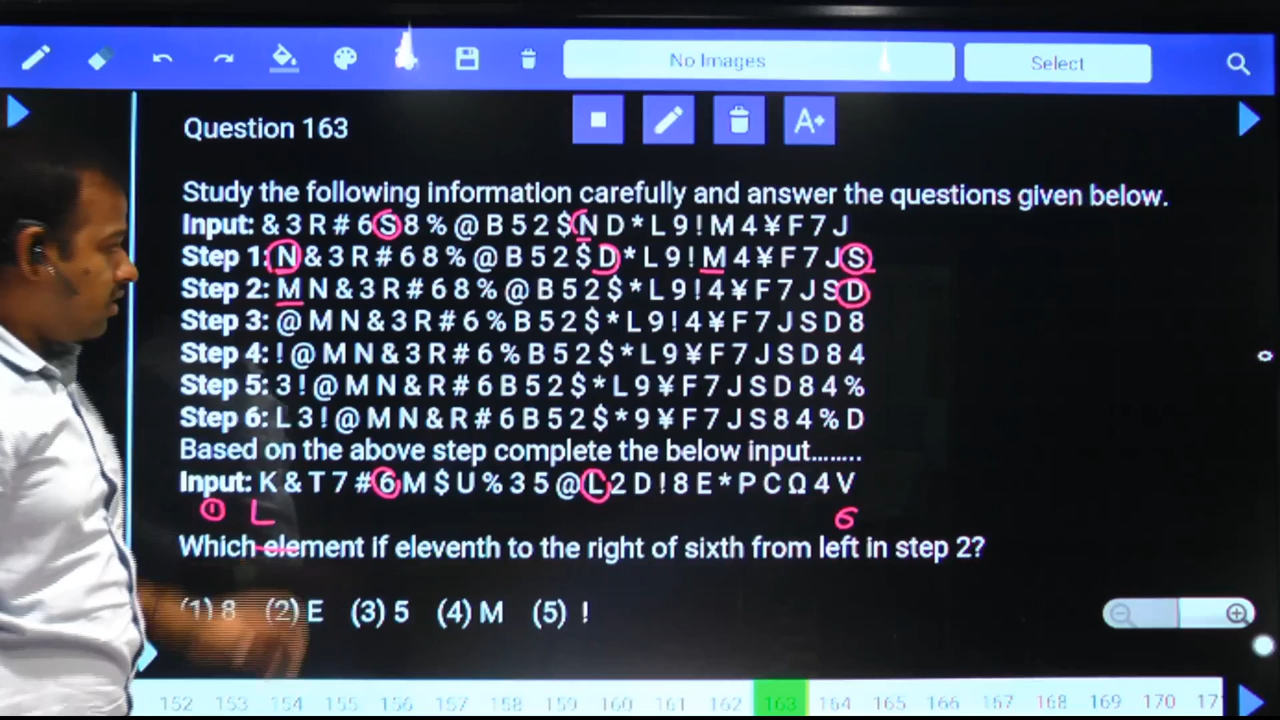 No Images
Select
A+
Question 163
Study the following information carefully and answer the questions given below.
Input: & 3 R # 6 S 8 % @ B 5 2 $ N D * L 9 ! M 4 ¥ F 7 J
Step 1: N & 3 R # 6 8 % @ B 5 2 $ D * L 9 ! M 4 ¥ F 7 J S
Step 2: M N & 3 R # 6 8 % @ B 5 2 $ * L 9 ! 4 ¥ F 7 J S D
Step 3: @ M N & 3 R # 6 % B 5 2 $ * L 9 ! 4 ¥ F 7 J S D 8
Step 4: ! @ M N & 3 R # 6 % B 5 2 $ * L 9 ¥ F 7 J S D 8 4
Step 5: 3 ! @ M N & R # 6 B 5 2 $ * L 9 ¥ F 7 J S D 8 4 %
Step 6: L 3 ! @ M N & R # 6 B 5 2 $ * 9 ¥ F 7 J S 8 4 % D
Based on the above step complete the below input........
Input: K & T 7 # 6 M $ U % 3 5 @ L 2 D ! 8 E * P C Ω 4 V
① L 6
Which element if eleventh to the right of sixth from left in step 2?
(1) 8 (2) E (3) 5 (4) M (5) !
152 153 154 155 156 157 158 159 160 161 162 163 164 165 166 167 168 169 170